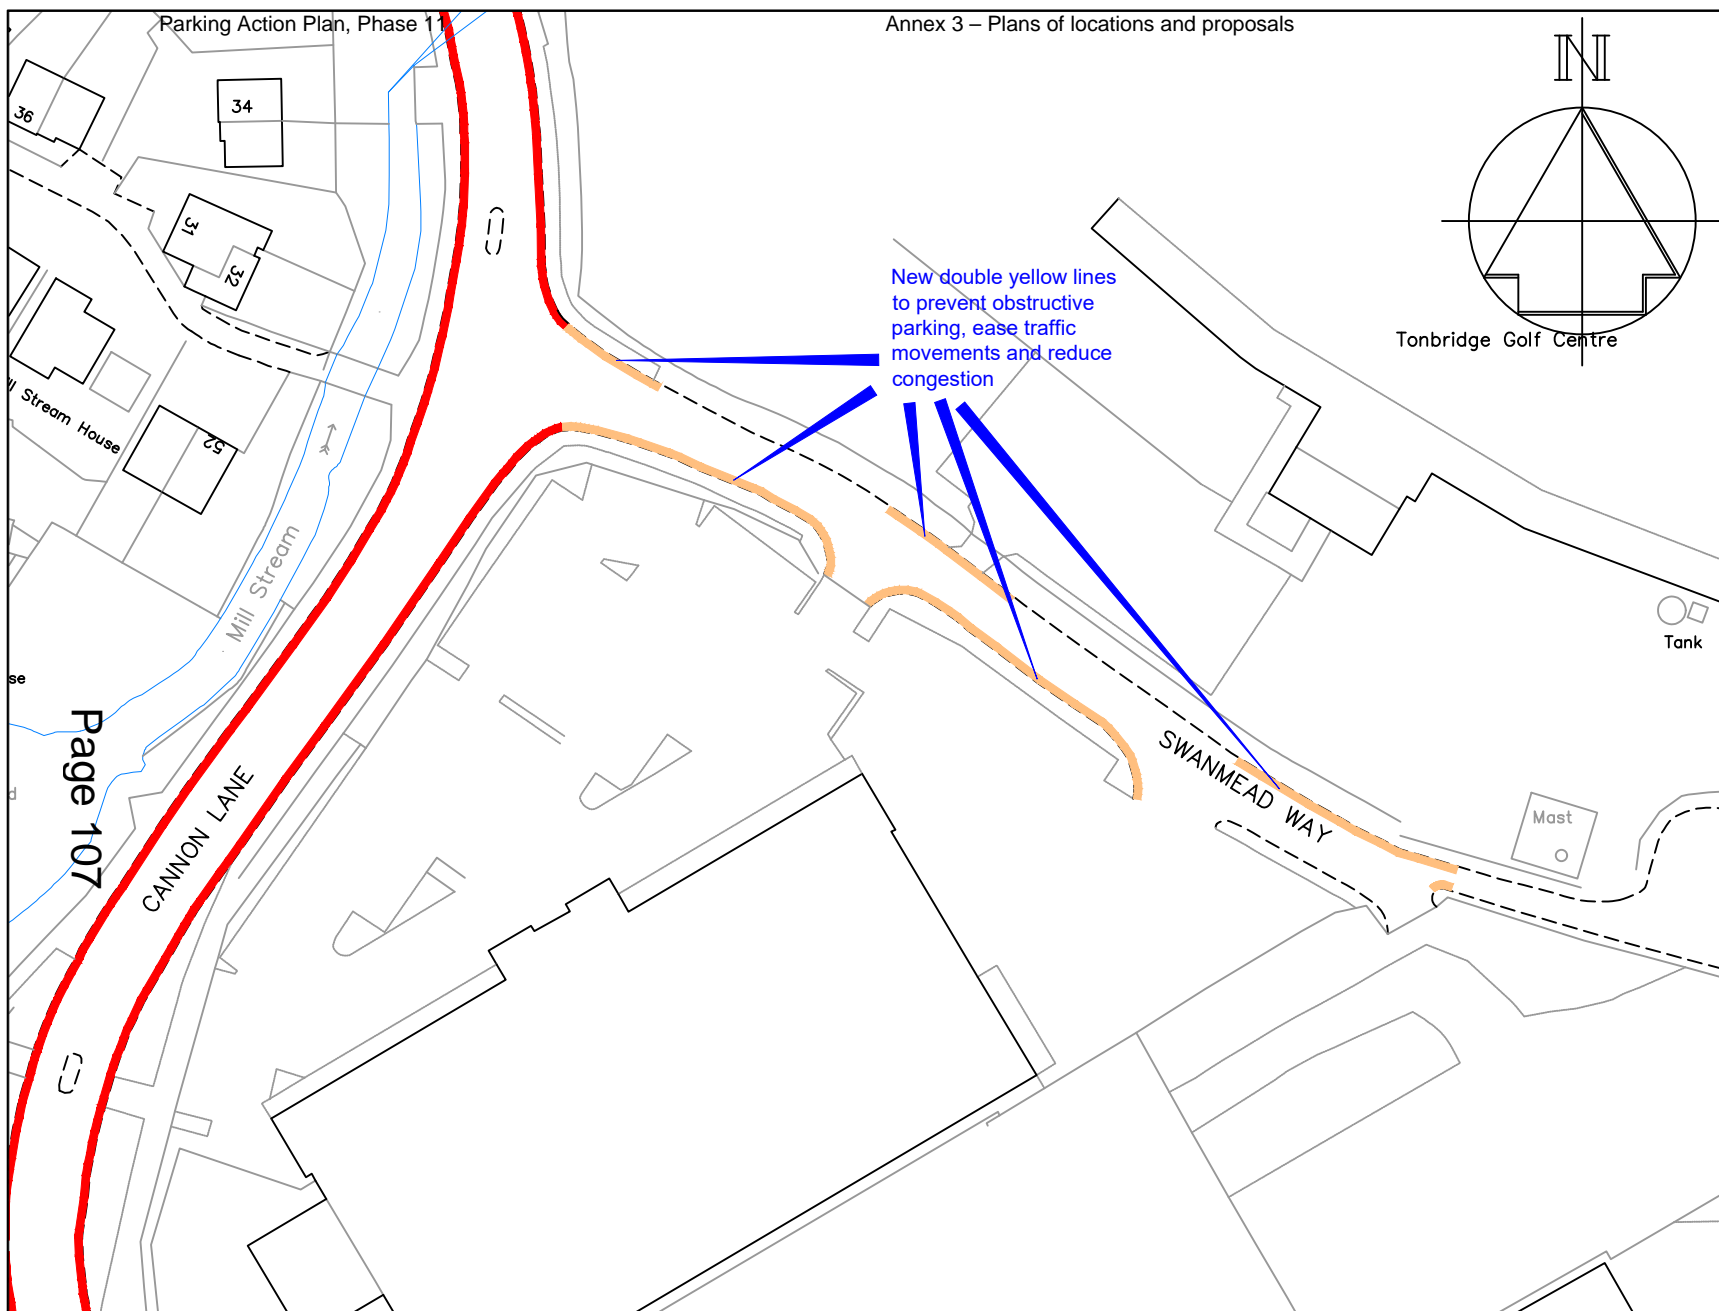 Parking Action Plan, Phase 11
Annex 3 – Plans of locations and proposals
N
36
34
31
32
New double yellow lines
to prevent obstructive
parking, ease traffic
movements and reduce
congestion
Tonbridge Golf Centre
ll Stream House
52
Mill Stream
Tank
se
Page 107
d
CANNON LANE
SWANMEAD WAY
Mast